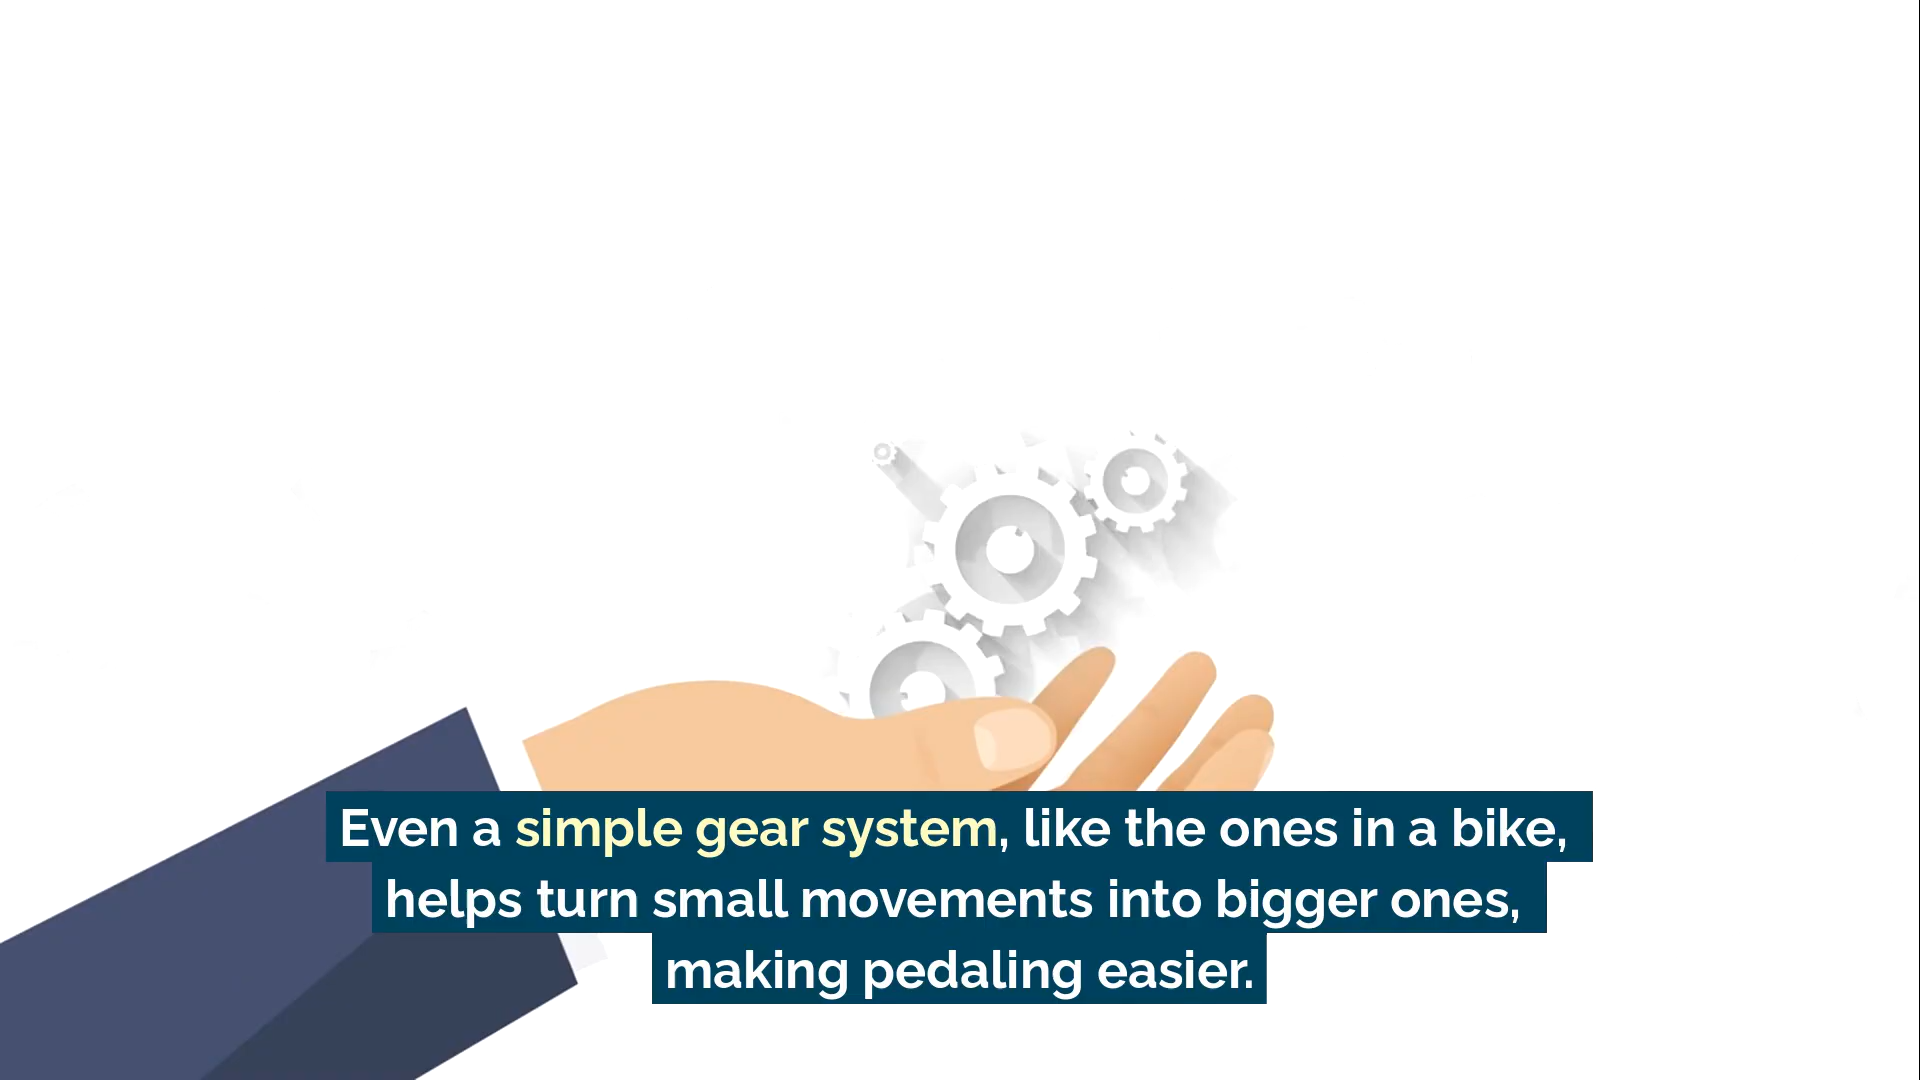 Even a simple gear system, like the ones in a bike,
helps turn small movements into bigger ones,
making pedaling easier.